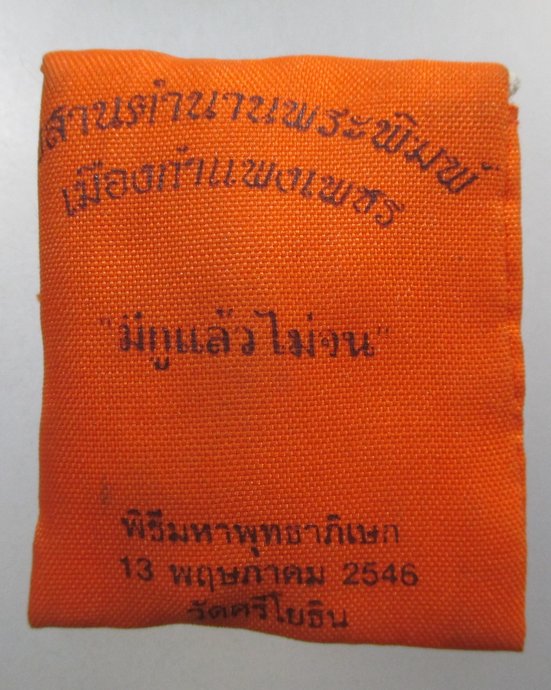 สานตำนานพระพิมพ์
เมืองกำแพงเพชร
"มีกูแล้วไม่จน"
พิธีมหาพุทธาภิเษก
13 พฤษภาคม 2546
วัดศรีโยธิน